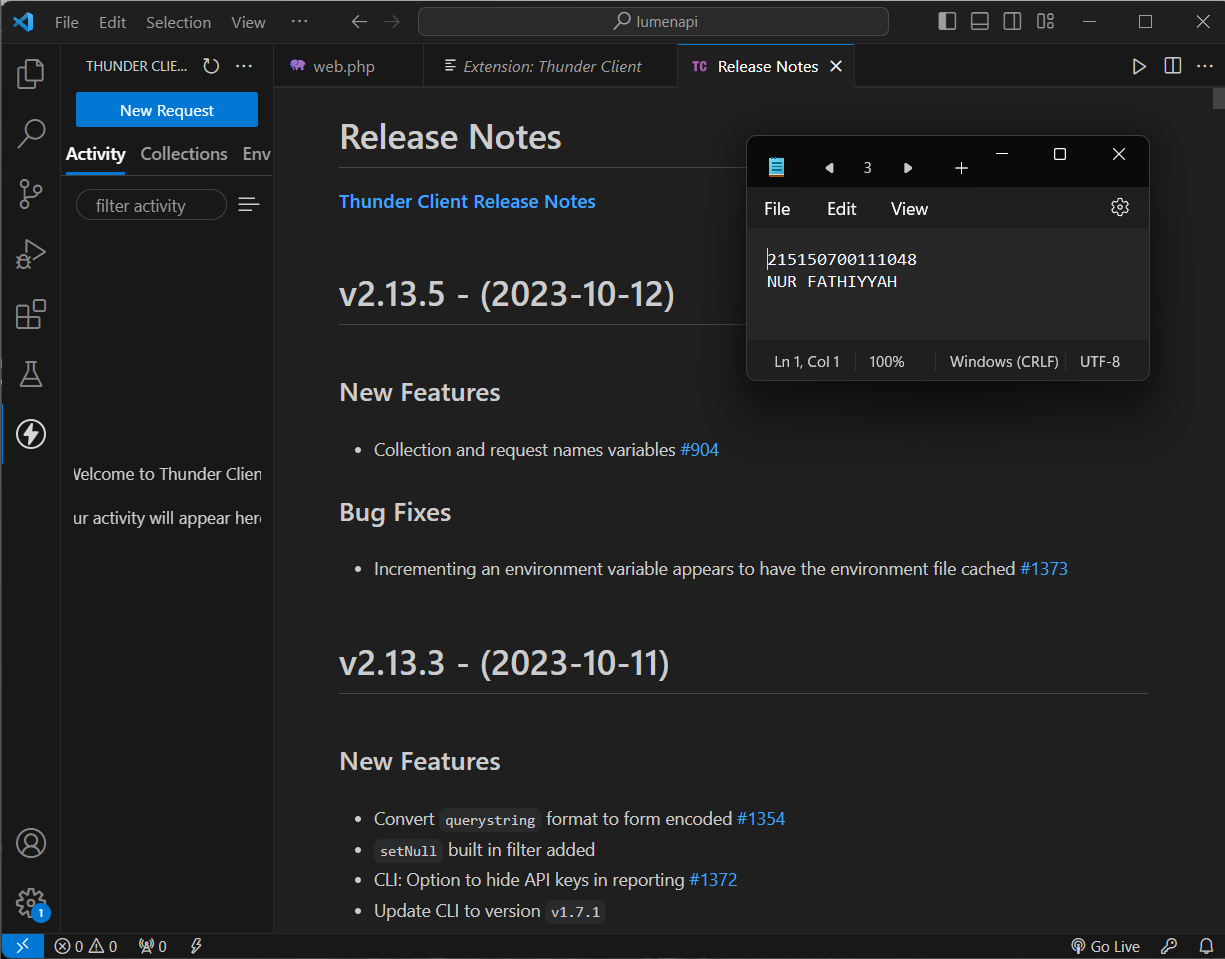 File Edit Selection View ··· lumenapi
THUNDER CLIE... ···
New Request
Activity Collections Env
filter activity
Welcome to Thunder Clien
ur activity will appear her
web.php
Extension: Thunder Client
TC Release Notes
Release Notes
Thunder Client Release Notes
v2.13.5 - (2023-10-12)
New Features
• Collection and request names variables #904
Bug Fixes
• Incrementing an environment variable appears to have the environment file cached #1373
v2.13.3 - (2023-10-11)
New Features
• Convert querystring format to form encoded #1354
• setNull built in filter added
• CLI: Option to hide API keys in reporting #1372
• Update CLI to version v1.7.1
3
File Edit View
215150700111048
NUR FATHIYYAH
Ln 1, Col 1 100% Windows (CRLF) UTF-8
1
0 0 0 Go Live